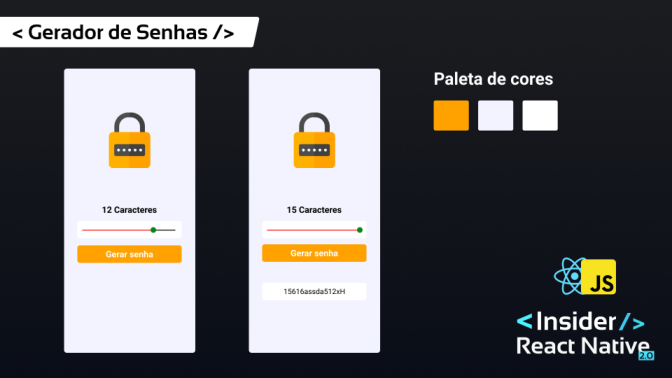 < Gerador de Senhas />
Paleta de cores
12 Caracteres
Gerar senha
15 Caracteres
Gerar senha
15616assda512xH
JS
<Insider/>
React Native
2.0